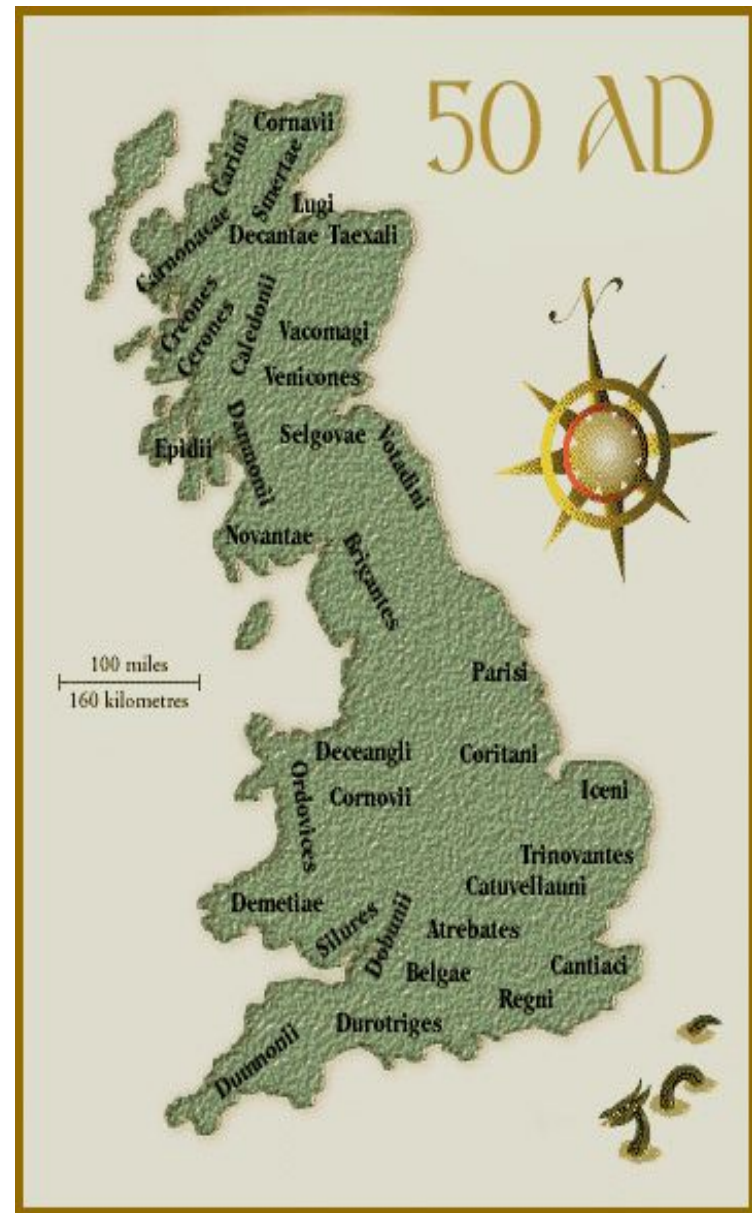 50 AD
Cornavii
Carini
Smertae
Lugi
Carnonacae
Decantae
Taexali
N
Creones
Cerones
Caledonii
Vacomagi
Venicones
Epidii
Danmonii
Selgovae
Votadini
Novantae
Brigantes
100 miles
160 kilometres
Parisi
Deceangli
Coritani
Ordovices
Cornovii
Iceni
Trinovantes
Catuvellauni
Demetiae
Silures
Dobunii
Atrebates
Belgae
Cantiaci
Regni
Durotriges
Dumnonii